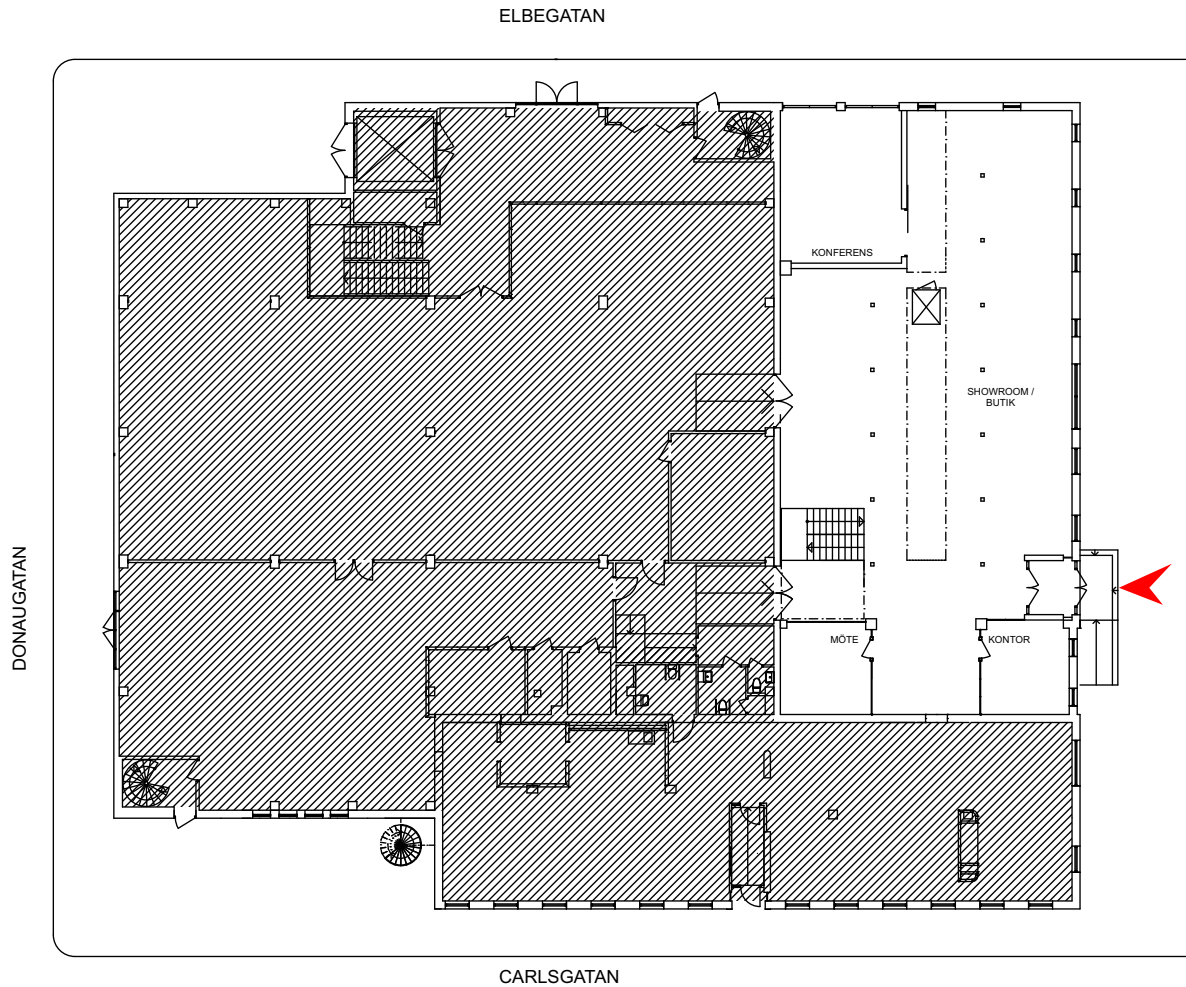 ELBEGATAN
KONFERENS
SHOWROOM /
BUTIK
DONAUGATAN
MÖTE
KONTOR
CARLSGATAN